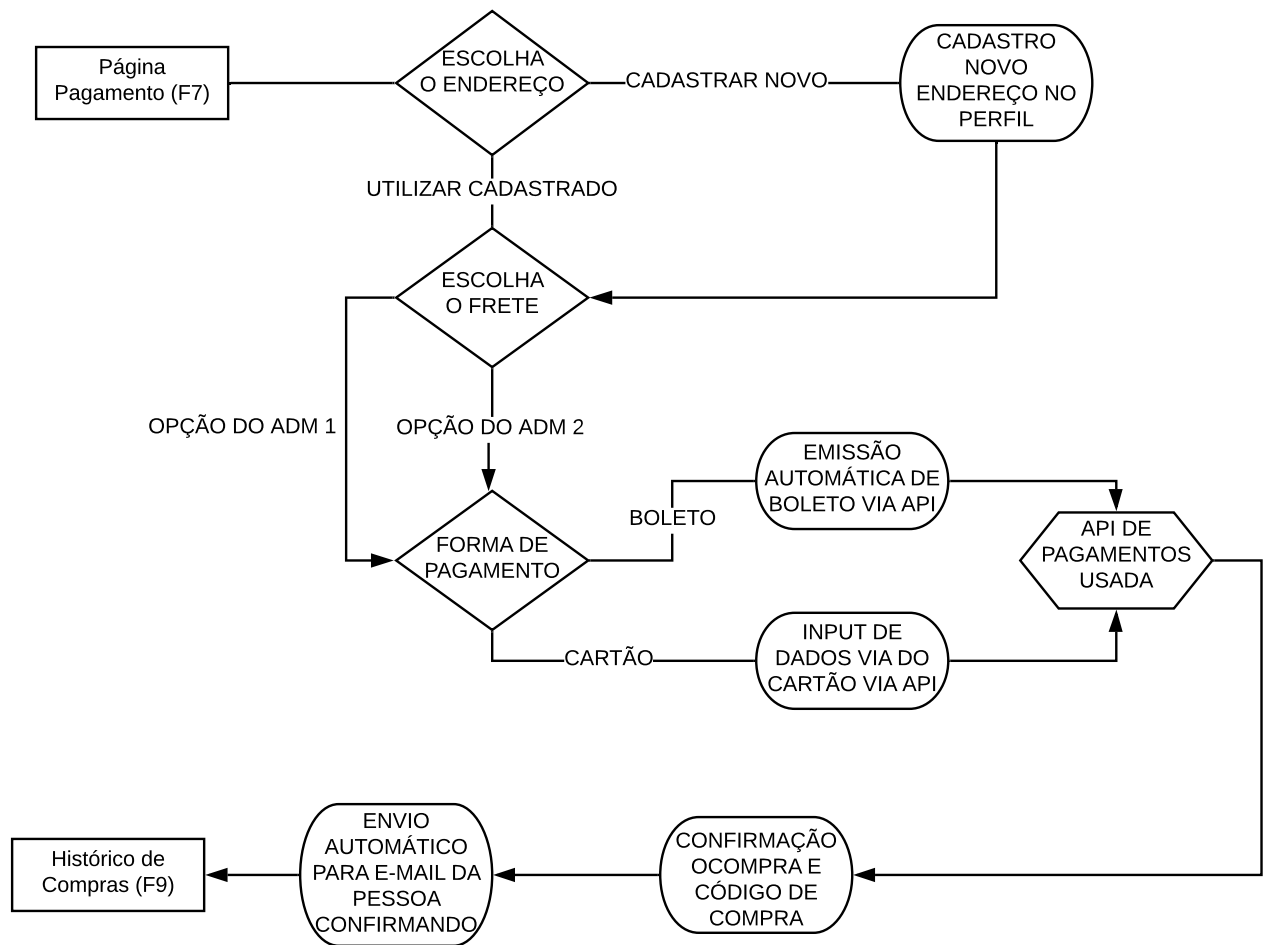 Página
Pagamento (F7)
ESCOLHA
O ENDEREÇO
CADASTRAR NOVO
CADASTRO
NOVO
ENDEREÇO NO
PERFIL
UTILIZAR CADASTRADO
ESCOLHA
O FRETE
OPÇÃO DO ADM 1
OPÇÃO DO ADM 2
FORMA DE
PAGAMENTO
BOLETO
EMISSÃO
AUTOMÁTICA DE
BOLETO VIA API
API DE
PAGAMENTOS
USADA
CARTÃO
INPUT DE
DADOS VIA DO
CARTÃO VIA API
Histórico de
Compras (F9)
ENVIO
AUTOMÁTICO
PARA E-MAIL DA
PESSOA
CONFIRMANDO
CONFIRMAÇÃO
OCOMPRA E
CÓDIGO DE
COMPRA